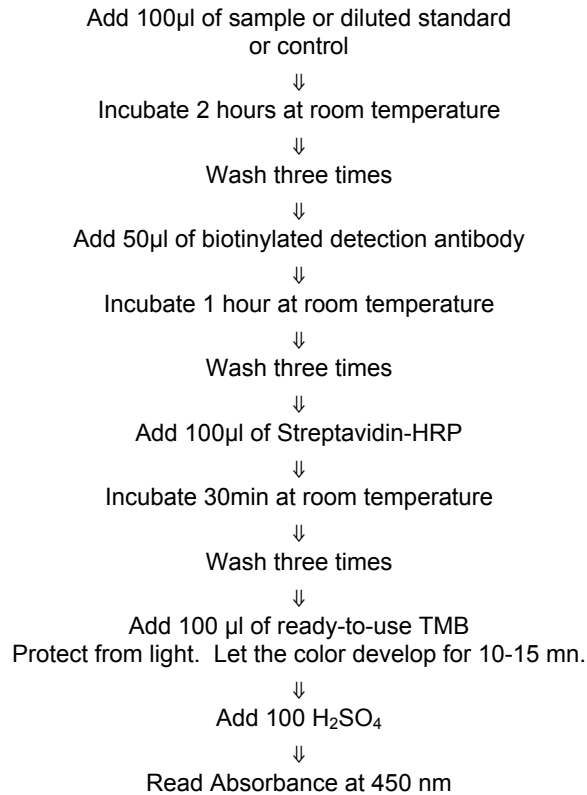 Add 100µl of sample or diluted standard
or control
⇓
Incubate 2 hours at room temperature
⇓
Wash three times
⇓
Add 50µl of biotinylated detection antibody
⇓
Incubate 1 hour at room temperature
⇓
Wash three times
⇓
Add 100µl of Streptavidin-HRP
⇓
Incubate 30min at room temperature
⇓
Wash three times
⇓
Add 100 µl of ready-to-use TMB
Protect from light.  Let the color develop for 10-15 mn.
⇓
Add 100 H₂SO₄
⇓
Read Absorbance at 450 nm